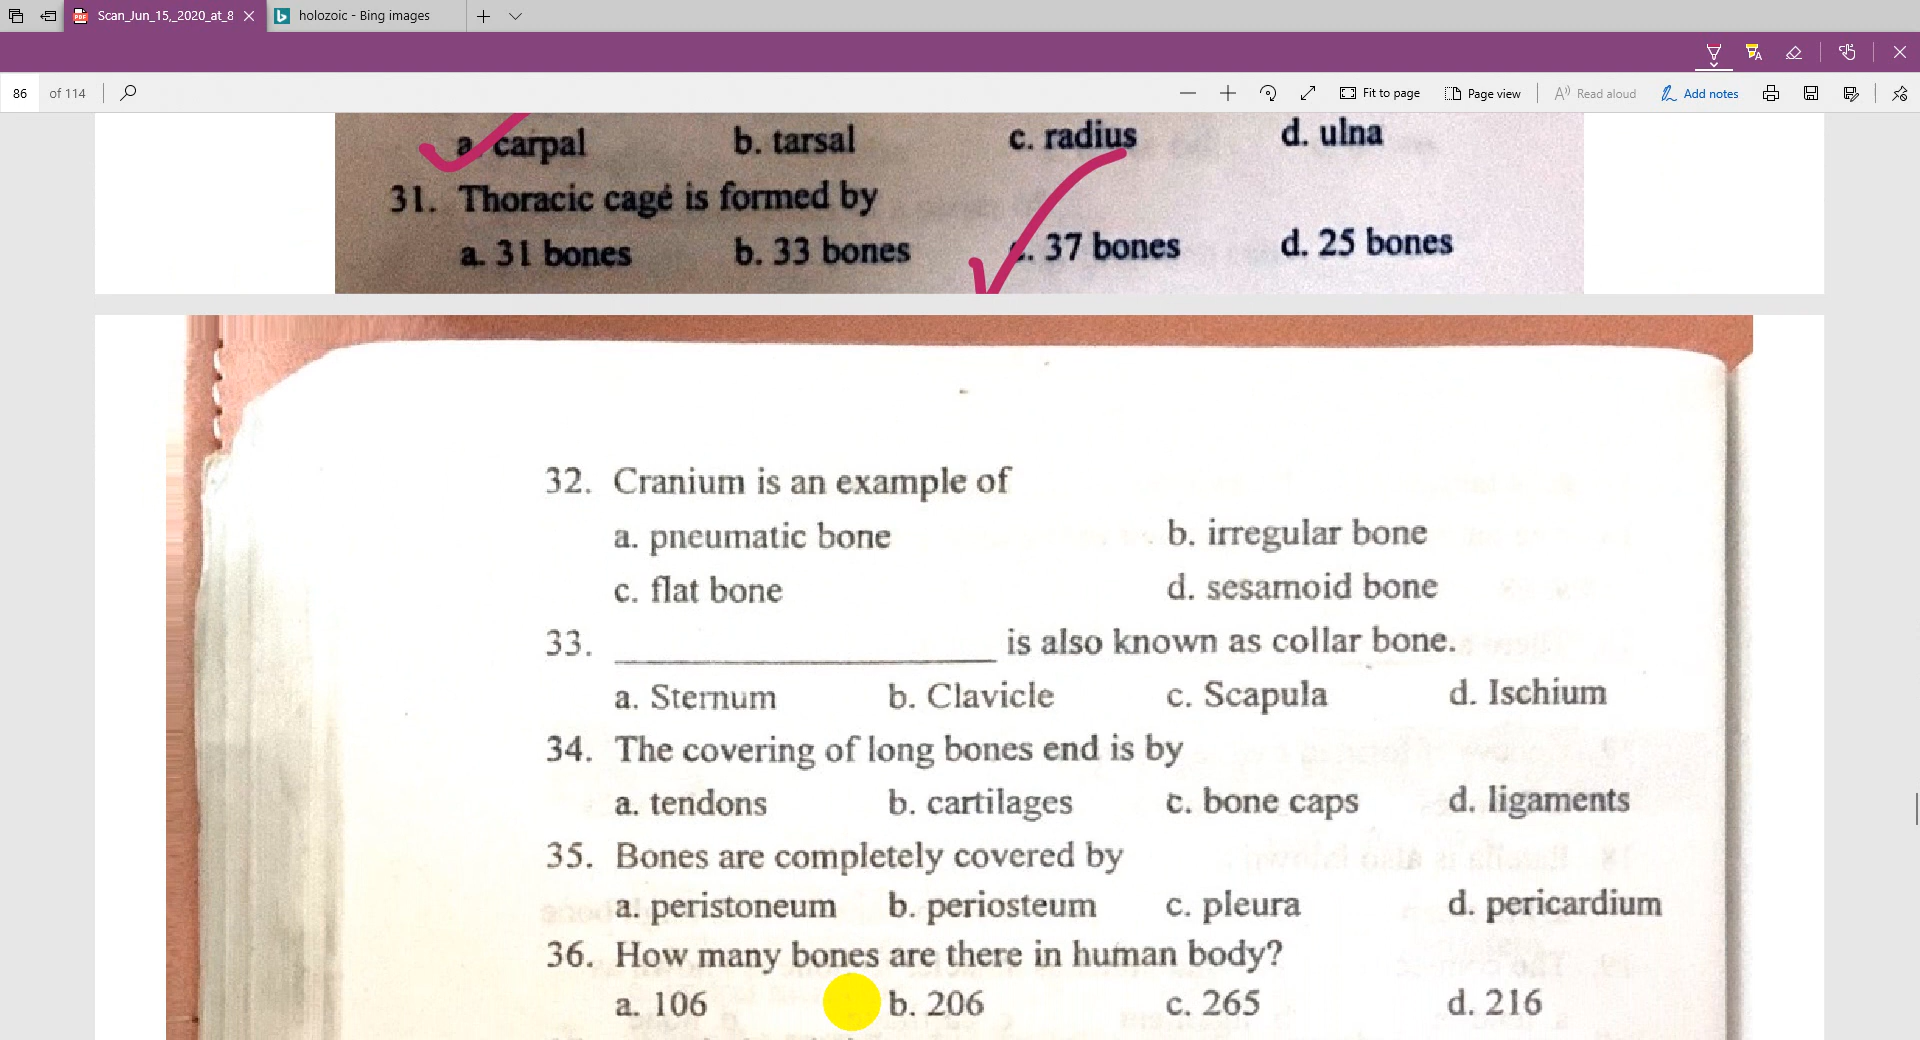 Scan_Jun_15,_2020_at_8
holozoic - Bing images
86 of 114
Fit to page
Page view
Read aloud
Add notes
a. carpal b. tarsal c. radius d. ulna
31. Thoracic cage is formed by
a. 31 bones b. 33 bones c. 37 bones d. 25 bones
32. Cranium is an example of
a. pneumatic bone b. irregular bone
c. flat bone d. sesamoid bone
33. ____________________ is also known as collar bone.
a. Sternum b. Clavicle c. Scapula d. Ischium
34. The covering of long bones end is by
a. tendons b. cartilages c. bone caps d. ligaments
35. Bones are completely covered by
a. peristoneum b. periosteum c. pleura d. pericardium
36. How many bones are there in human body?
a. 106 b. 206 c. 265 d. 216